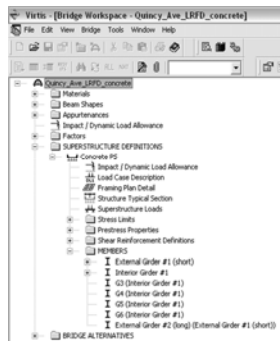 Virtis - [Bridge Workspace - Quincy_Ave_LRFD_concrete]
File Edit View Bridge Tools Window Help
Quincy_Ave_LRFD_concrete
Materials
Beam Shapes
Appurtenances
Impact / Dynamic Load Allowance
Factors
SUPERSTRUCTURE DEFINITIONS
Concrete PS
Impact / Dynamic Load Allowance
Load Case Description
Framing Plan Detail
Structure Typical Section
Superstructure Loads
Stress Limits
Prestress Properties
Shear Reinforcement Definitions
MEMBERS
External Girder #1 (short)
Interior Girder #1
G3 (Interior Girder #1)
G4 (Interior Girder #1)
G5 (Interior Girder #1)
G6 (Interior Girder #1)
External Girder #2 (long) (External Girder #1 (short))
BRIDGE ALTERNATIVES